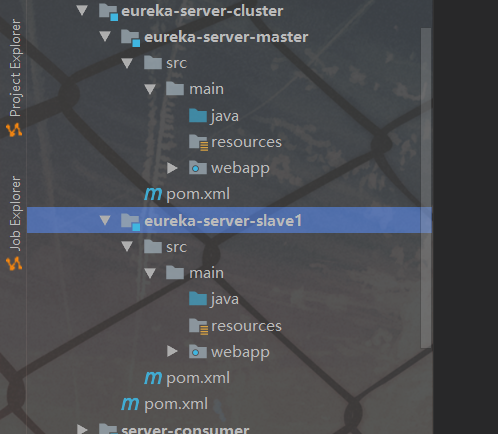 eureka-server-cluster
eureka-server-master
src
main
java
resources
webapp
pom.xml
eureka-server-slave1
src
main
java
resources
webapp
pom.xml
pom.xml
server-consumer
Project Explorer
Job Explorer